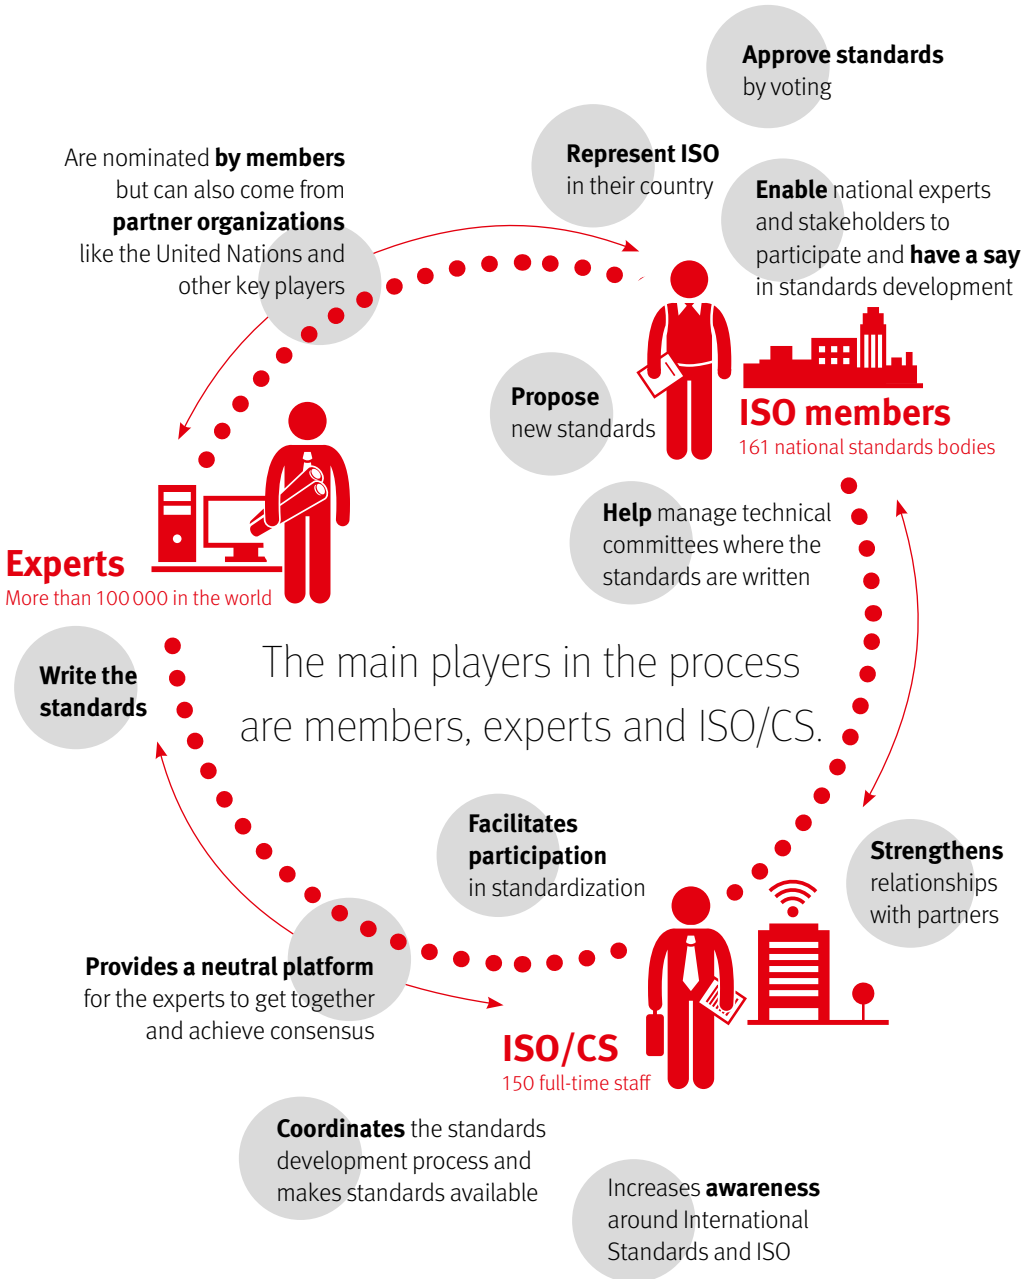 Approve standards
by voting
Represent ISO
in their country
Enable national experts
and stakeholders to
participate and have a say
in standards development
Are nominated by members
but can also come from
partner organizations
like the United Nations and
other key players
Propose
new standards
ISO members
161 national standards bodies
Help manage technical
committees where the
standards are written
Experts
More than 100 000 in the world
Write the
standards
The main players in the process
are members, experts and ISO/CS.
Facilitates
participation
in standardization
Strengthens
relationships
with partners
Provides a neutral platform
for the experts to get together
and achieve consensus
ISO/CS
150 full-time staff
Coordinates the standards
development process and
makes standards available
Increases awareness
around International
Standards and ISO